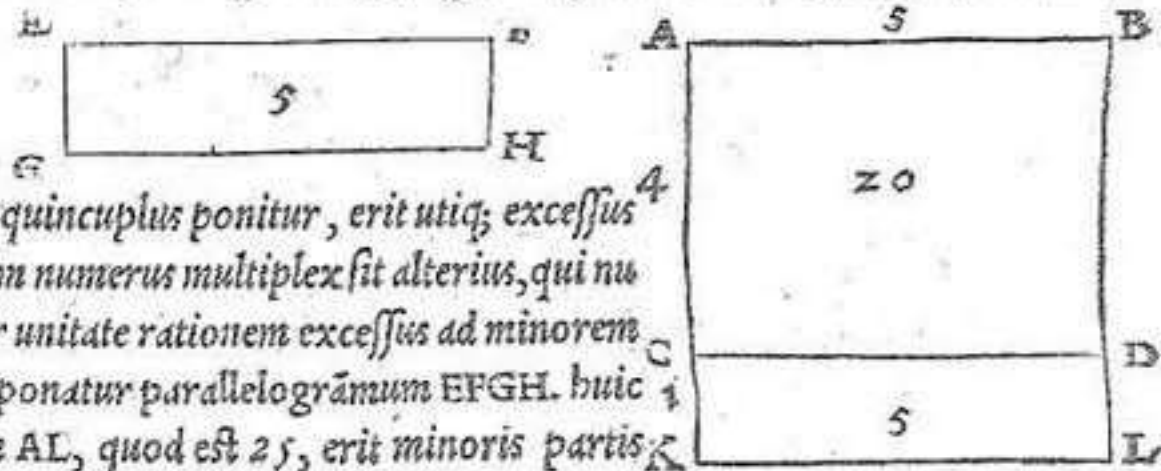 E
5
G H
A 5 B
4
20
C D
1
5
K L
quincuplus ponitur, erit utiq; exceſſus
numerus multiplex ſit alterius, qui nu
unitate rationem exceſſus ad minorem
ponatur parallelogrãmum EFGH. huic
AL, quod eſt 25, erit minoris partis